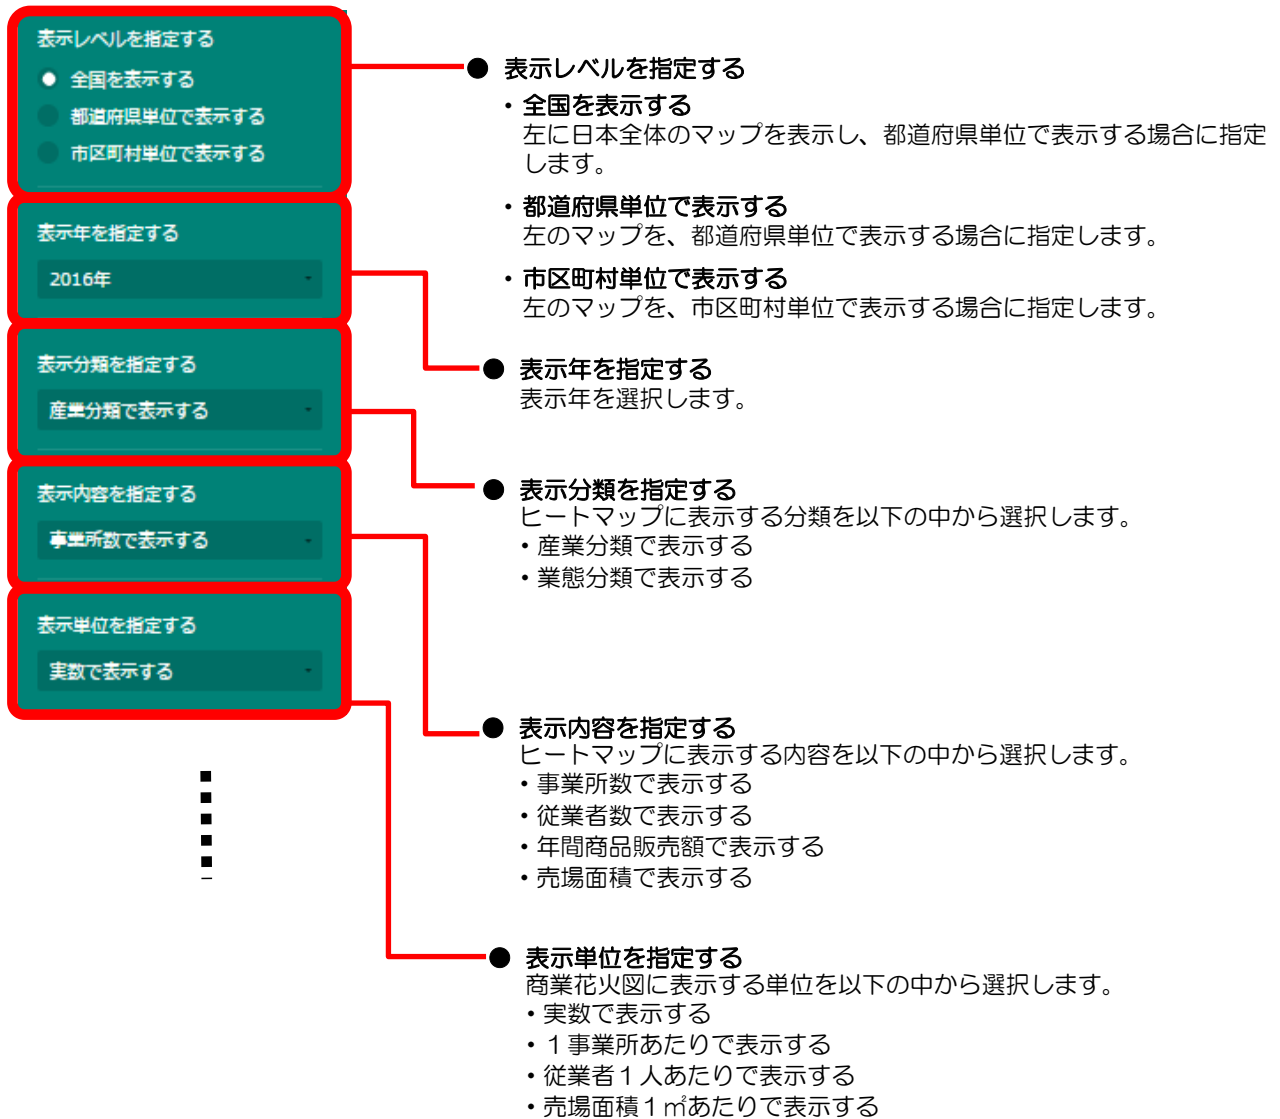 表示レベルを指定する
全国を表示する
都道府県単位で表示する
市区町村単位で表示する
表示年を指定する
2016年
表示分類を指定する
産業分類で表示する
表示内容を指定する
事業所数で表示する
表示単位を指定する
実数で表示する
● 表示レベルを指定する
・全国を表示する
左に日本全体のマップを表示し、都道府県単位で表示する場合に指定
します。
・都道府県単位で表示する
左のマップを、都道府県単位で表示する場合に指定します。
・市区町村単位で表示する
左のマップを、市区町村単位で表示する場合に指定します。
● 表示年を指定する
表示年を選択します。
● 表示分類を指定する
ヒートマップに表示する分類を以下の中から選択します。
・産業分類で表示する
・業態分類で表示する
● 表示内容を指定する
ヒートマップに表示する内容を以下の中から選択します。
・事業所数で表示する
・従業者数で表示する
・年間商品販売額で表示する
・売場面積で表示する
● 表示単位を指定する
商業花火図に表示する単位を以下の中から選択します。
・実数で表示する
・１事業所あたりで表示する
・従業者１人あたりで表示する
・売場面積１㎡あたりで表示する